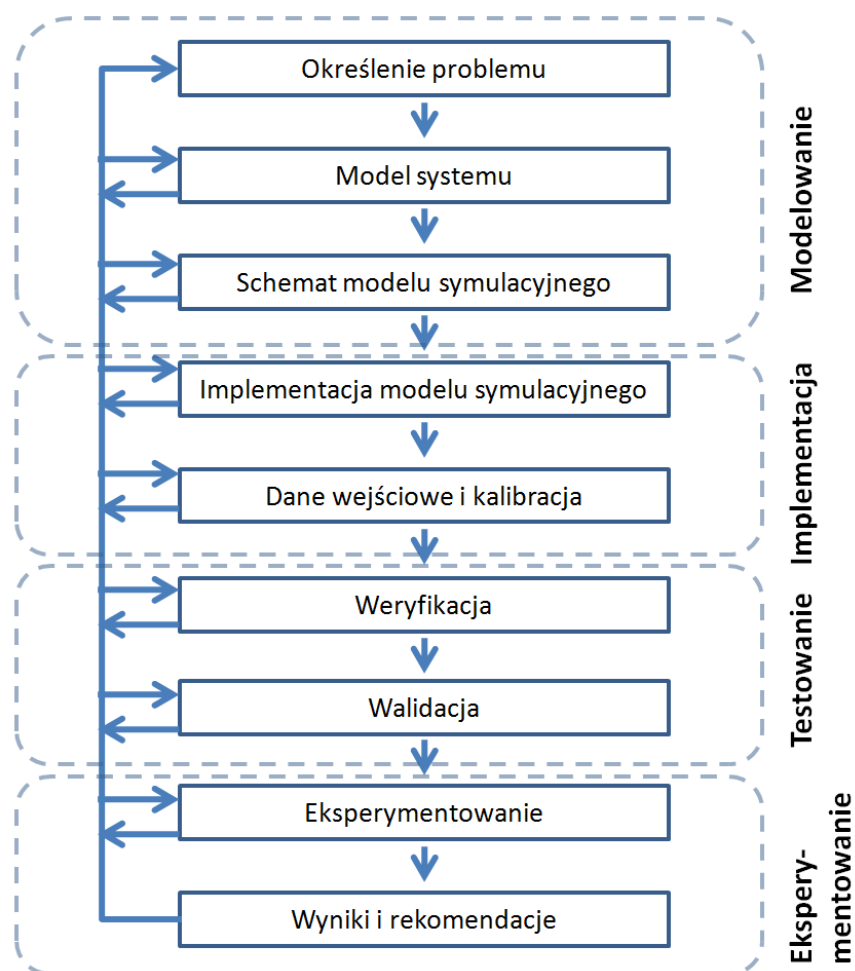 Określenie problemu
Model systemu
Schemat modelu symulacyjnego
Modelowanie
Implementacja modelu symulacyjnego
Dane wejściowe i kalibracja
Implementacja
Weryfikacja
Walidacja
Testowanie
Eksperymentowanie
Wyniki i rekomendacje
Ekspery-
mentowanie